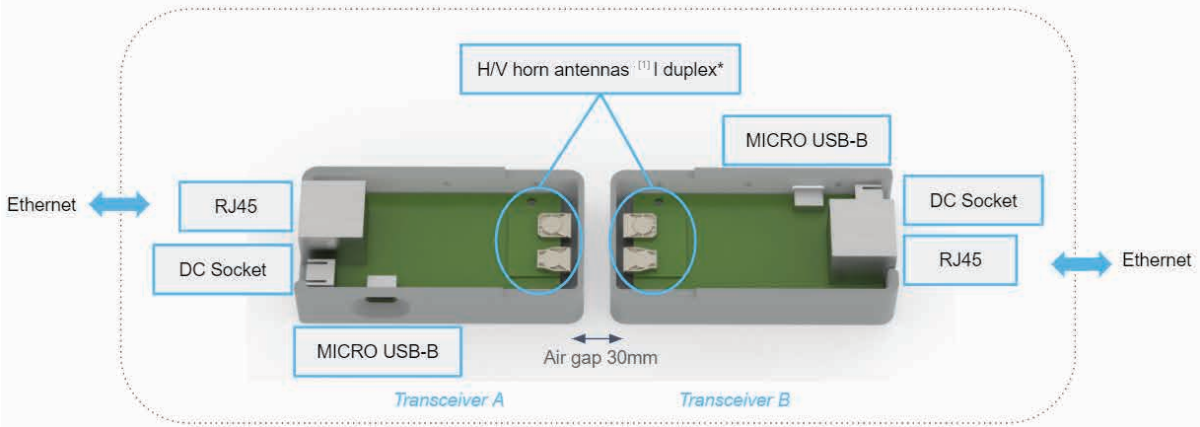 H/V horn antennas [1] I duplex*
MICRO USB-B
Ethernet
RJ45
DC Socket
DC Socket
RJ45
Ethernet
MICRO USB-B
Air gap 30mm
Transceiver A
Transceiver B